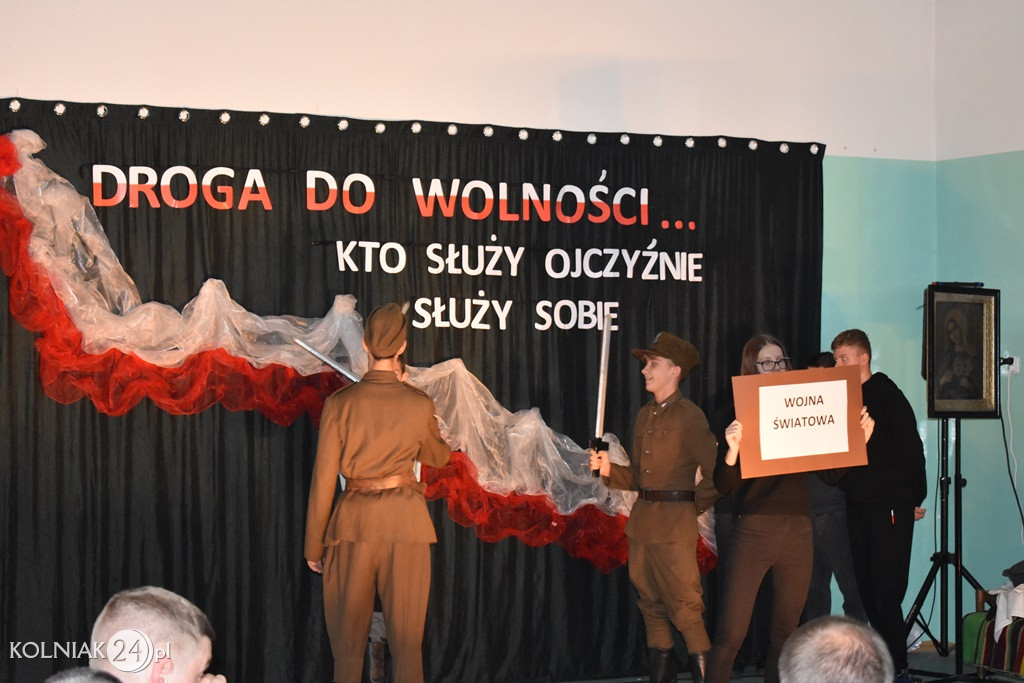 DROGA DO WOLNOŚCI...
KTO SŁUŻY OJCZYŹNIE
SŁUŻY SOBIE
WOJNA
ŚWIATOWA
KOLNIAK24.pl